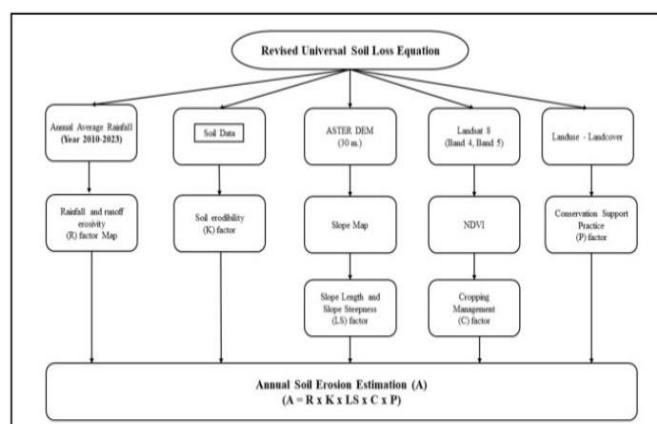 Revised Universal Soil Loss Equation
Annual Average Rainfall
(Year 2010-2023)
Soil Data
ASTER DEM
(30 m.)
Landsat 8
(Band 4, Band 5)
Landuse - Landcover
Rainfall and runoff
erosivity
(R) factor Map
Soil erodibility
(K) factor
Slope Map
NDVI
Conservation Support
Practice
(P) factor
Slope Length and
Slope Steepness
(LS) factor
Cropping
Management
(C) factor
Annual Soil Erosion Estimation (A)
(A = R x K x LS x C x P)